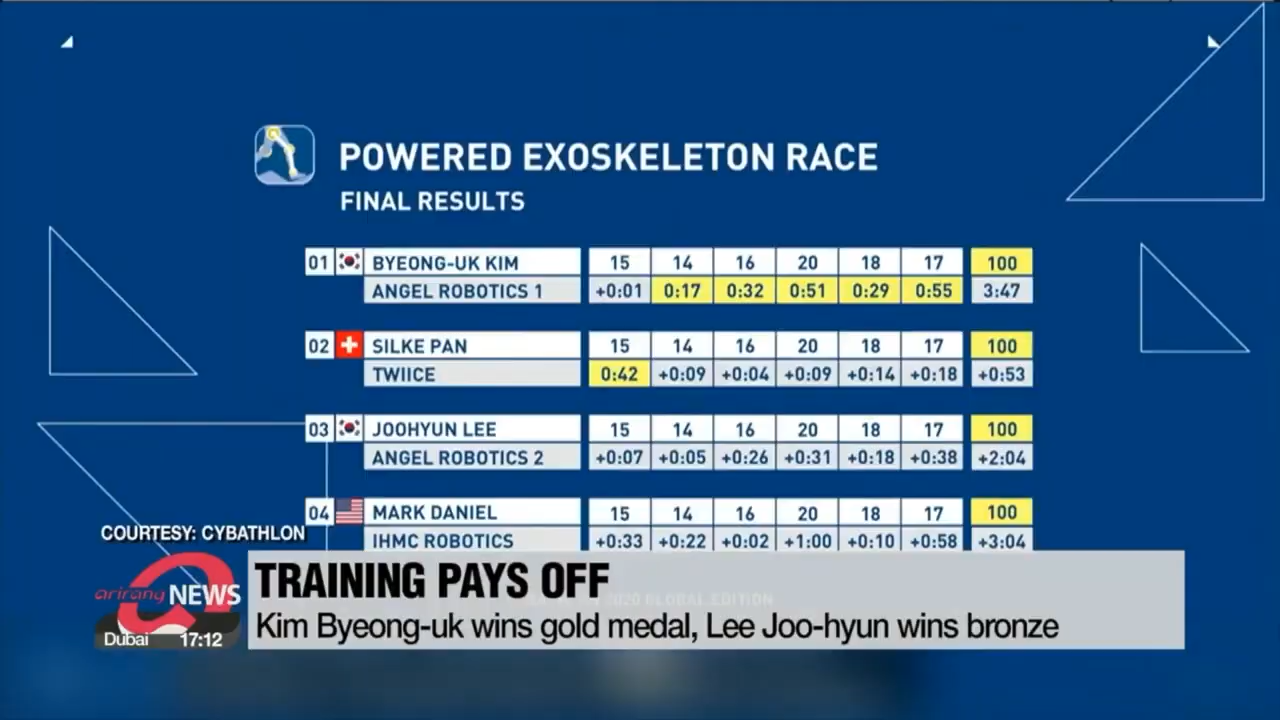 POWERED EXOSKELETON RACE
FINAL RESULTS
01 BYEONG-UK KIM 15 14 16 20 18 17 100
ANGEL ROBOTICS 1 +0:01 0:17 0:32 0:51 0:29 0:55 3:47
02 SILKE PAN 15 14 16 20 18 17 100
TWIICE 0:42 +0:09 +0:04 +0:09 +0:14 +0:18 +0:53
03 JOOHYUN LEE 15 14 16 20 18 17 100
ANGEL ROBOTICS 2 +0:07 +0:05 +0:26 +0:31 +0:18 +0:38 +2:04
04 MARK DANIEL 15 14 16 20 18 17 100
IHMC ROBOTICS +0:33 +0:22 +0:02 +1:00 +0:10 +0:58 +3:04
COURTESY: CYBATHLON
arirang NEWS
Dubai 17:12
TRAINING PAYS OFF
2020 GLOBAL EDITION
Kim Byeong-uk wins gold medal, Lee Joo-hyun wins bronze